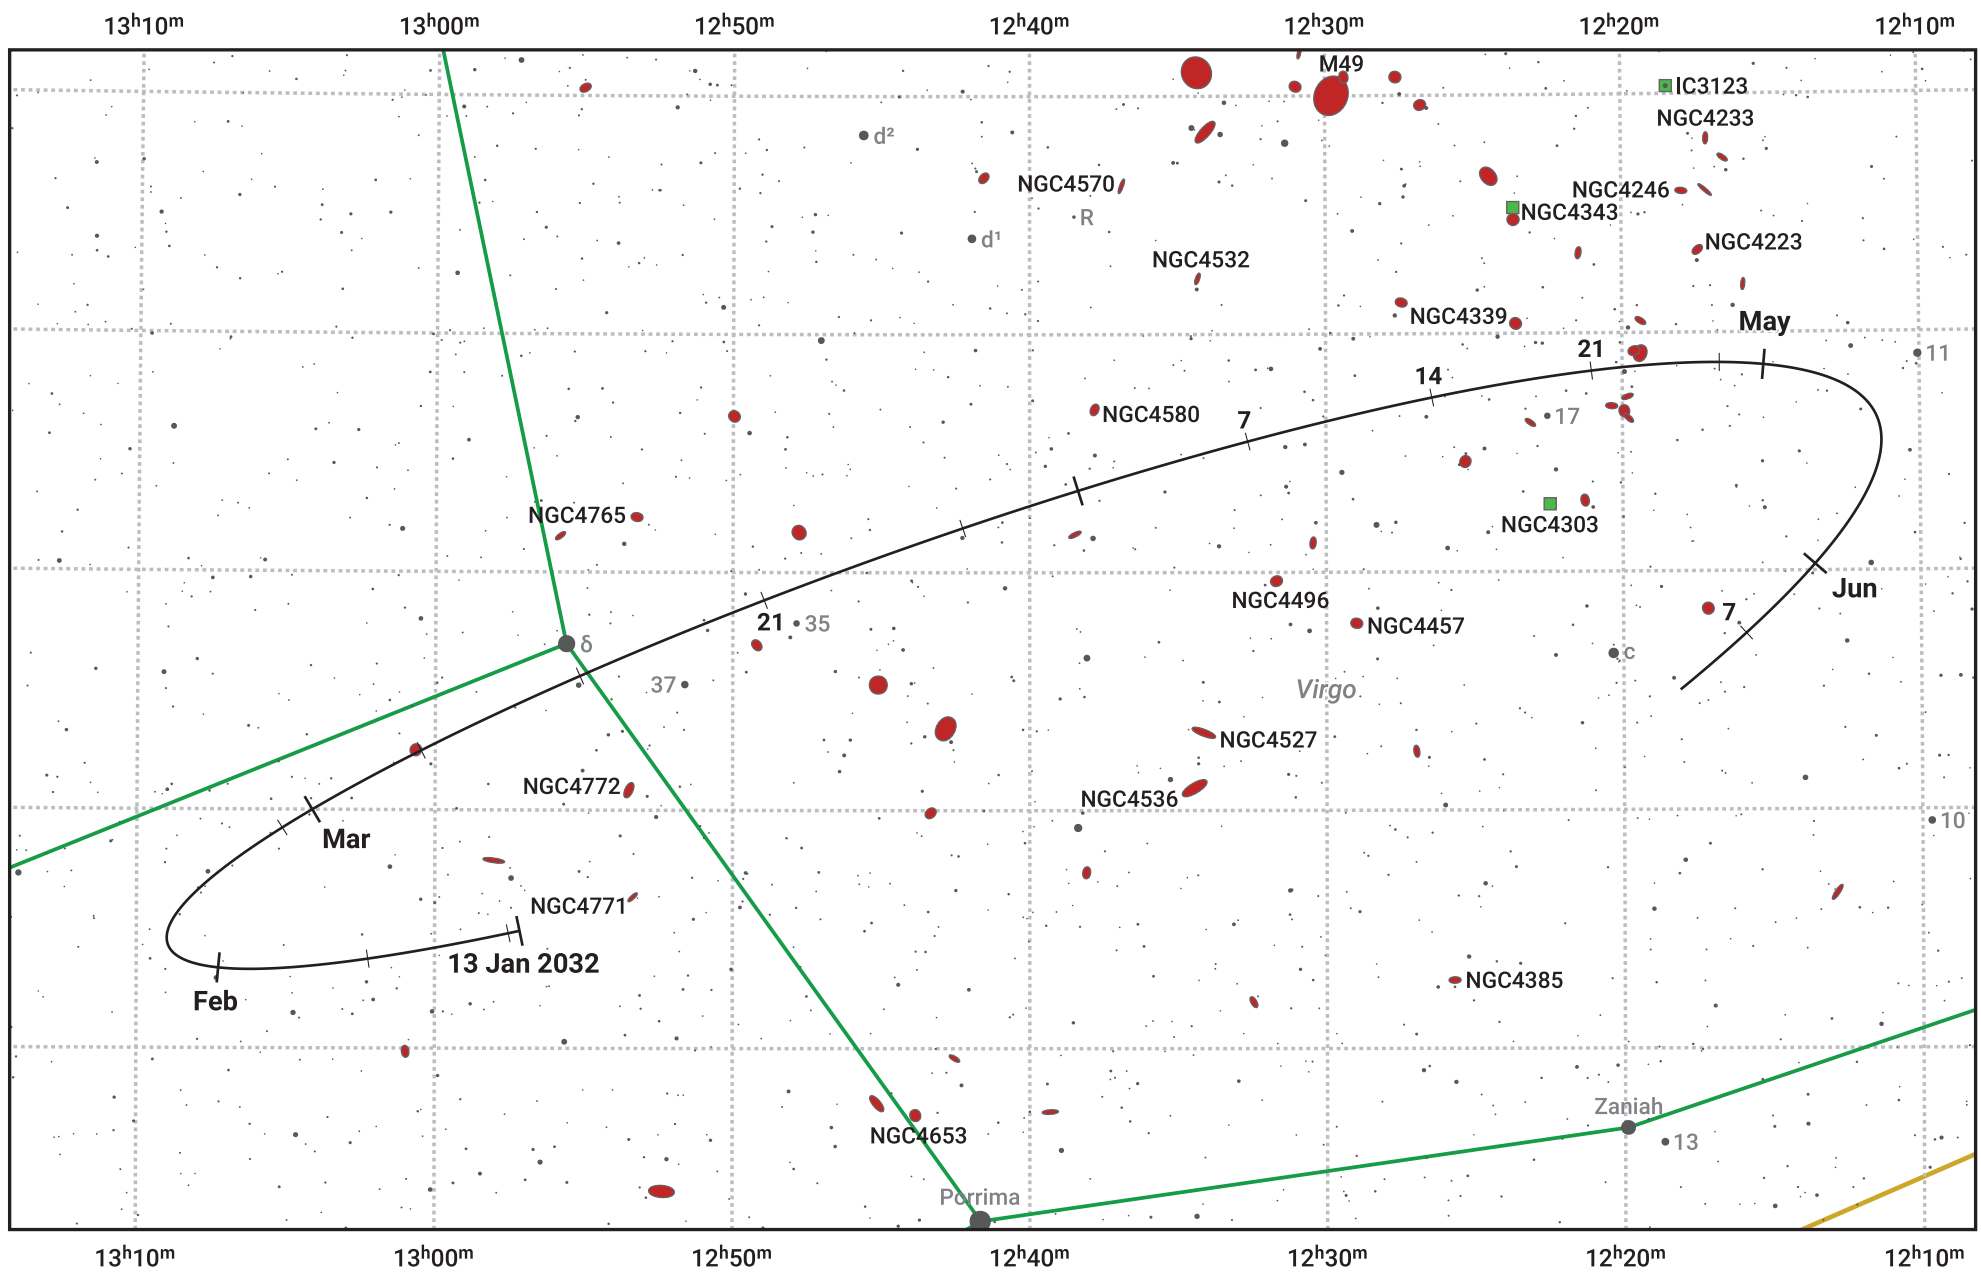 13ʰ10ᵐ 13ʰ00ᵐ 12ʰ50ᵐ 12ʰ40ᵐ 12ʰ30ᵐ 12ʰ20ᵐ 12ʰ10ᵐ
M49
IC3123
NGC4233
d²
NGC4570
NGC4246
R
NGC4343
d¹
NGC4223
NGC4532
NGC4339
May
21
11
14
NGC4580
7
17
NGC4765
NGC4303
Jun
NGC4496
7
21
35
NGC4457
δ
c
37
Virgo
NGC4527
NGC4772
NGC4536
10
Mar
NGC4771
13 Jan 2032
NGC4385
Feb
Zaniah
NGC4653
13
Porrima
13ʰ10ᵐ 13ʰ00ᵐ 12ʰ50ᵐ 12ʰ40ᵐ 12ʰ30ᵐ 12ʰ20ᵐ 12ʰ10ᵐ